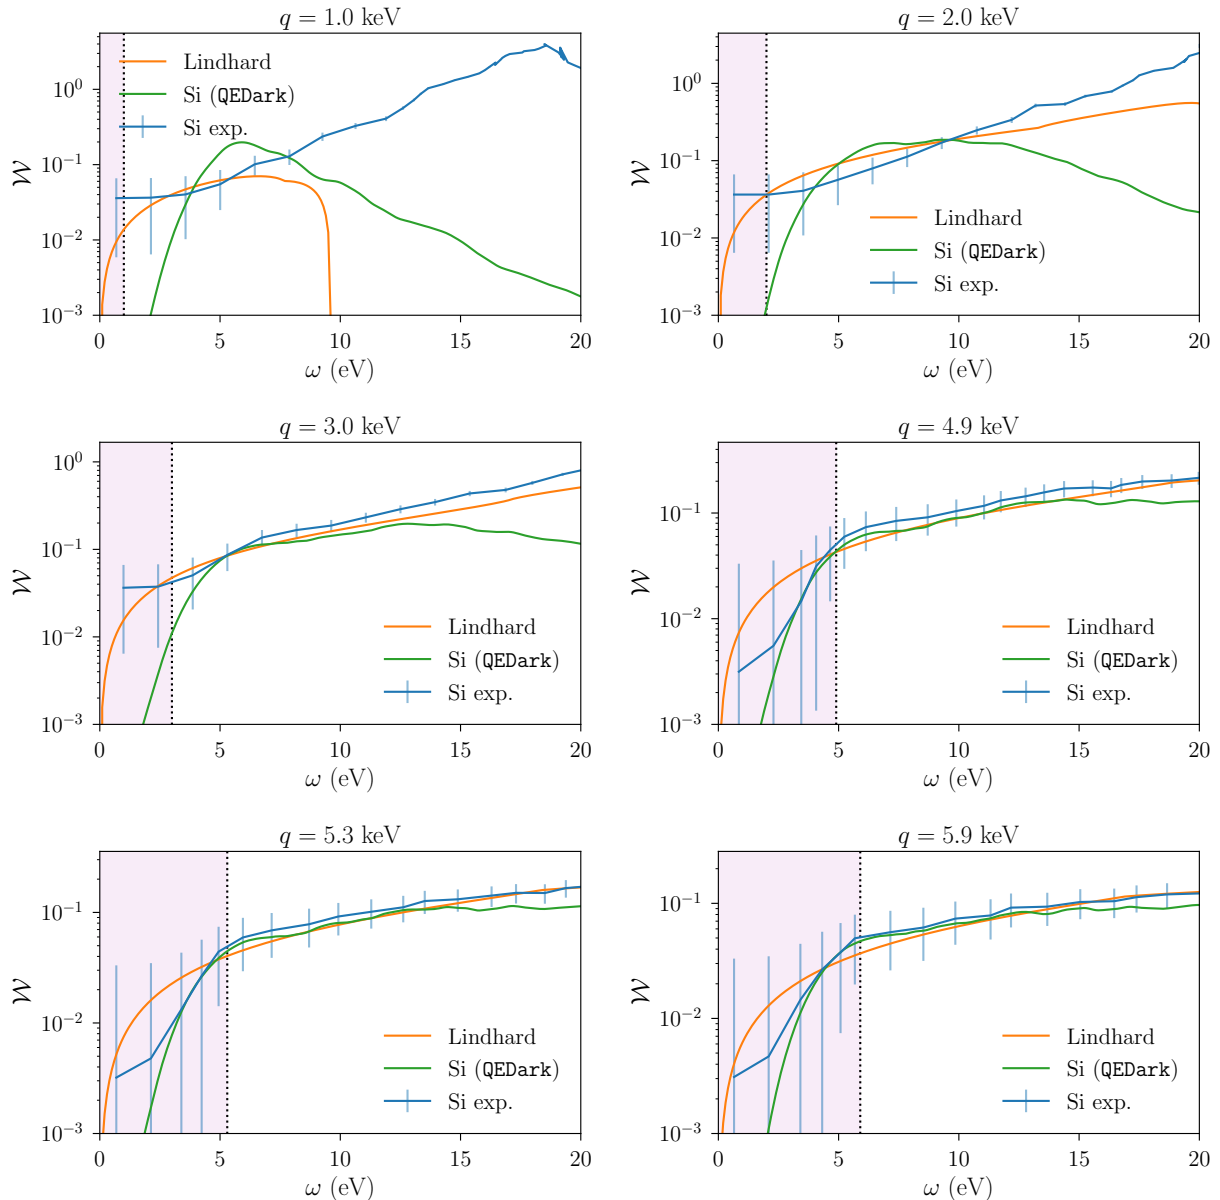 q = 1.0 keV
𝒲
10⁰
10⁻¹
10⁻²
10⁻³
Lindhard
Si (QEDark)
Si exp.
0 5 10 15 20
ω (eV)
q = 2.0 keV
𝒲
10⁰
10⁻¹
10⁻²
10⁻³
Lindhard
Si (QEDark)
Si exp.
0 5 10 15 20
ω (eV)
q = 3.0 keV
𝒲
10⁰
10⁻¹
10⁻²
10⁻³
Lindhard
Si (QEDark)
Si exp.
0 5 10 15 20
ω (eV)
q = 4.9 keV
𝒲
10⁻¹
10⁻²
10⁻³
Lindhard
Si (QEDark)
Si exp.
0 5 10 15 20
ω (eV)
q = 5.3 keV
𝒲
10⁻¹
10⁻²
10⁻³
Lindhard
Si (QEDark)
Si exp.
0 5 10 15 20
ω (eV)
q = 5.9 keV
𝒲
10⁻¹
10⁻²
10⁻³
Lindhard
Si (QEDark)
Si exp.
0 5 10 15 20
ω (eV)